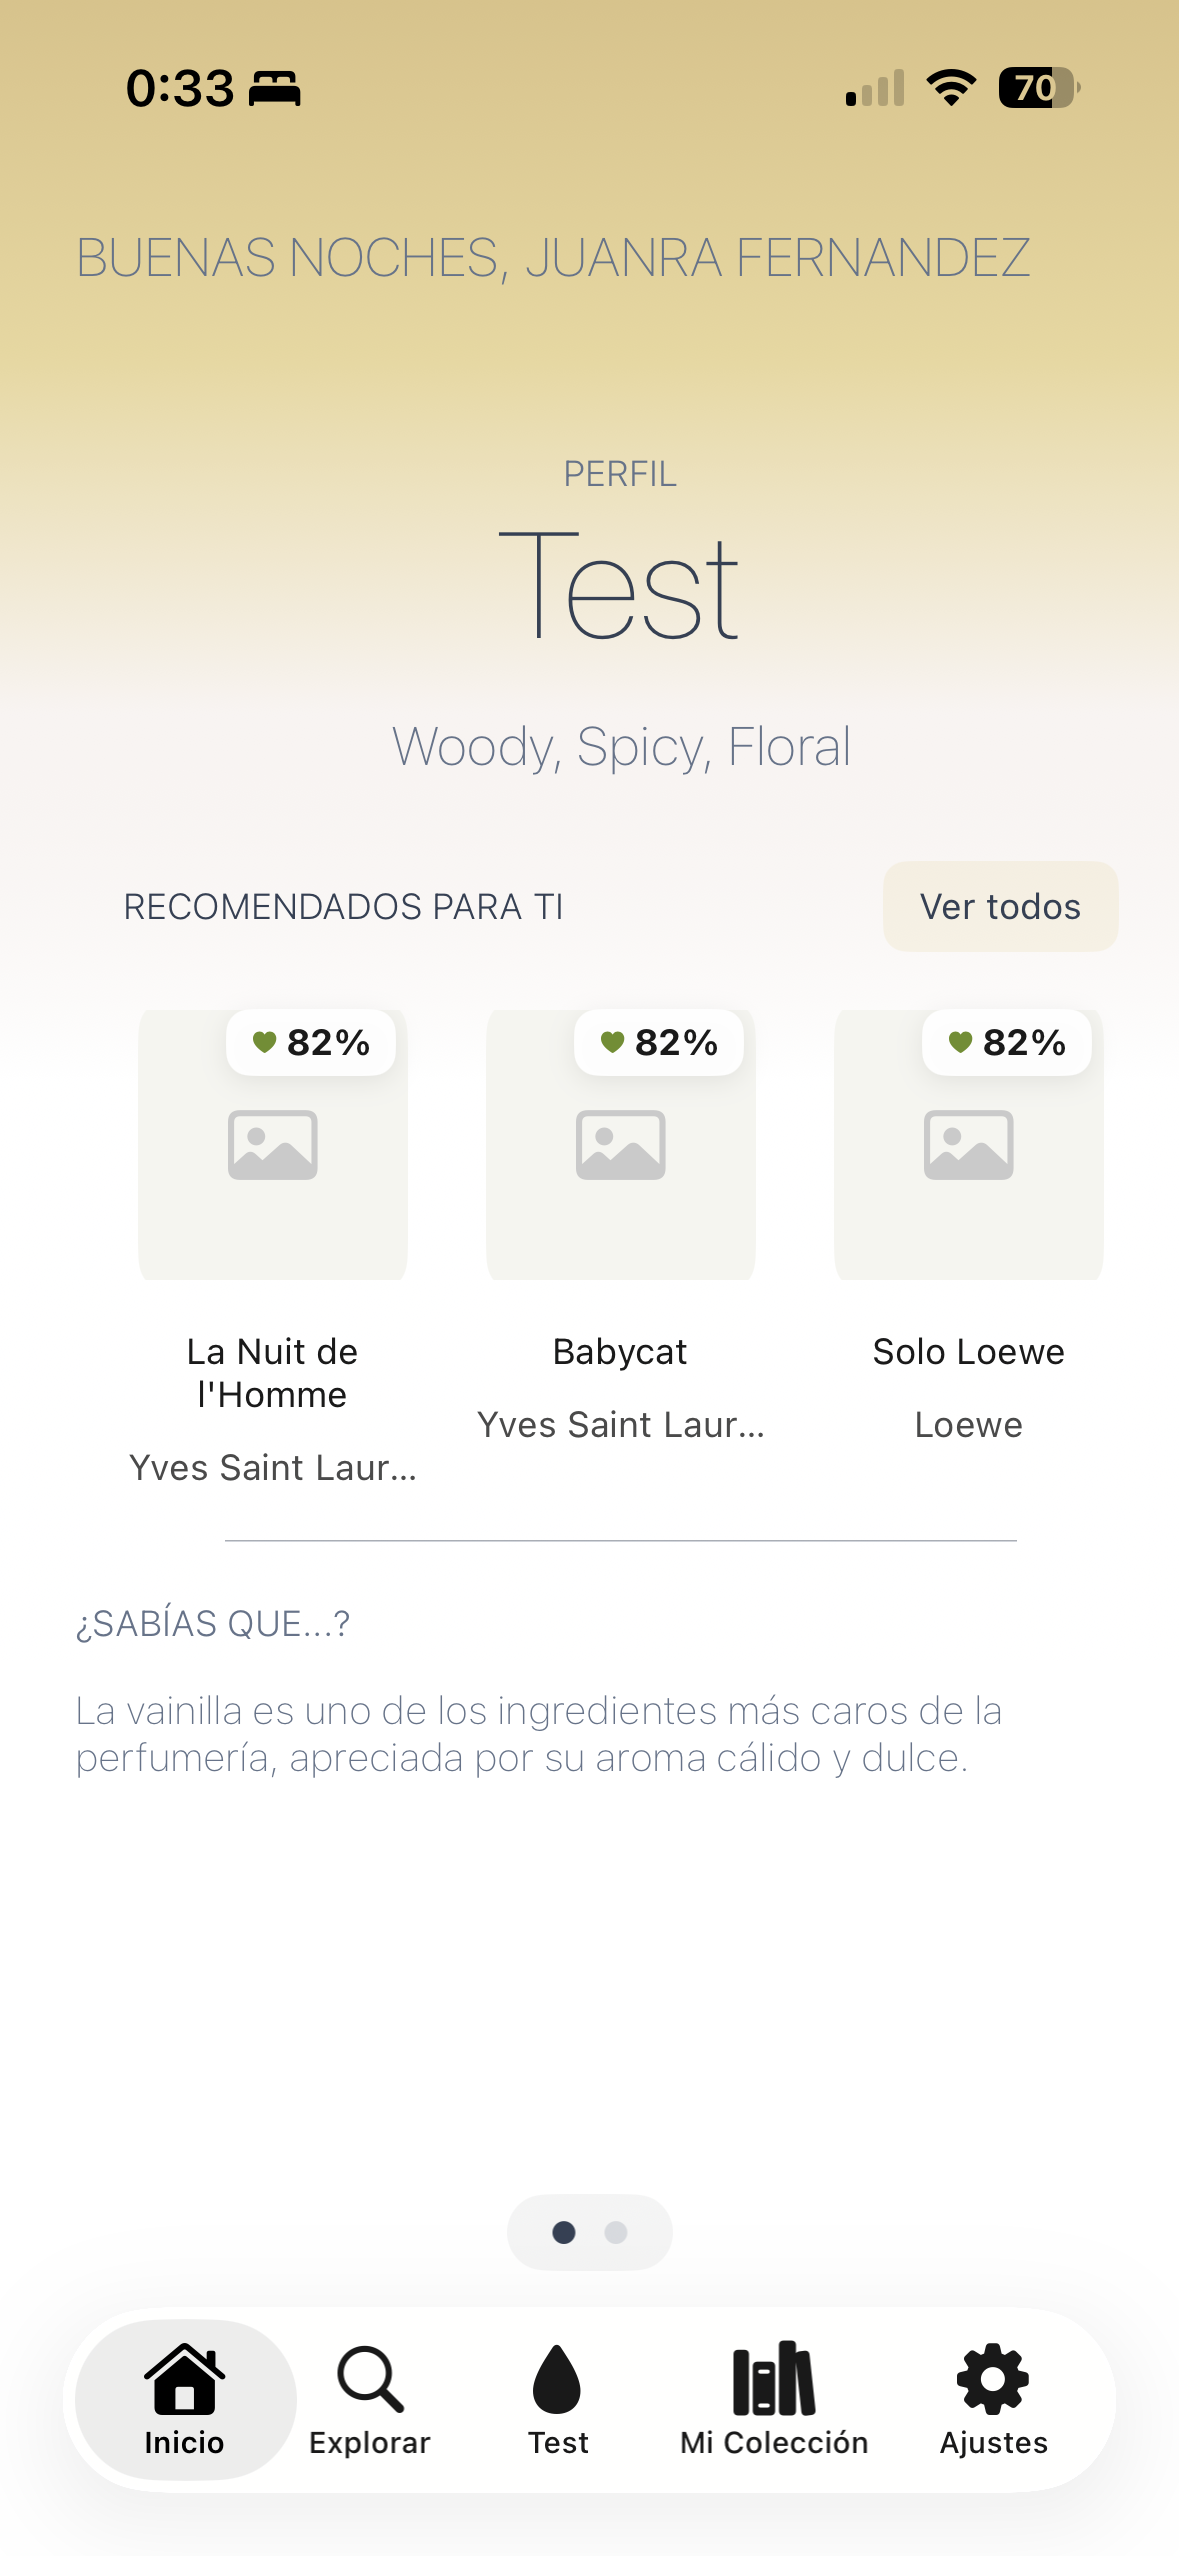 0:33
70
BUENAS NOCHES, JUANRA FERNANDEZ
PERFIL
Test
Woody, Spicy, Floral
RECOMENDADOS PARA TI
Ver todos
82%
82%
82%
La Nuit de
l'Homme
Yves Saint Laur...
Babycat
Yves Saint Laur...
Solo Loewe
Loewe
¿SABÍAS QUE...?
La vainilla es uno de los ingredientes más caros de la
perfumería, apreciada por su aroma cálido y dulce.
Inicio
Explorar
Test
Mi Colección
Ajustes